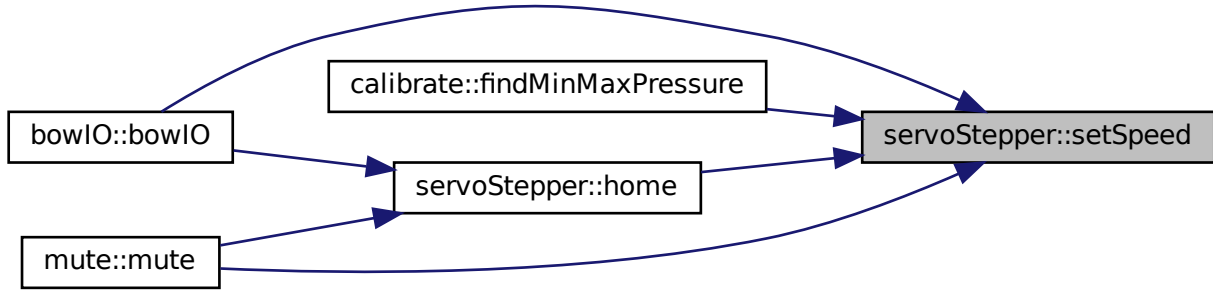 calibrate::findMinMaxPressure
bowIO::bowIO
servoStepper::setSpeed
servoStepper::home
mute::mute